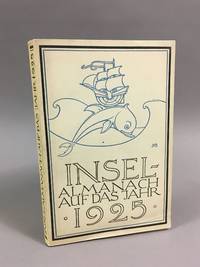 INSEL-
ALMANACH
AUF DAS JAHR
·1925·